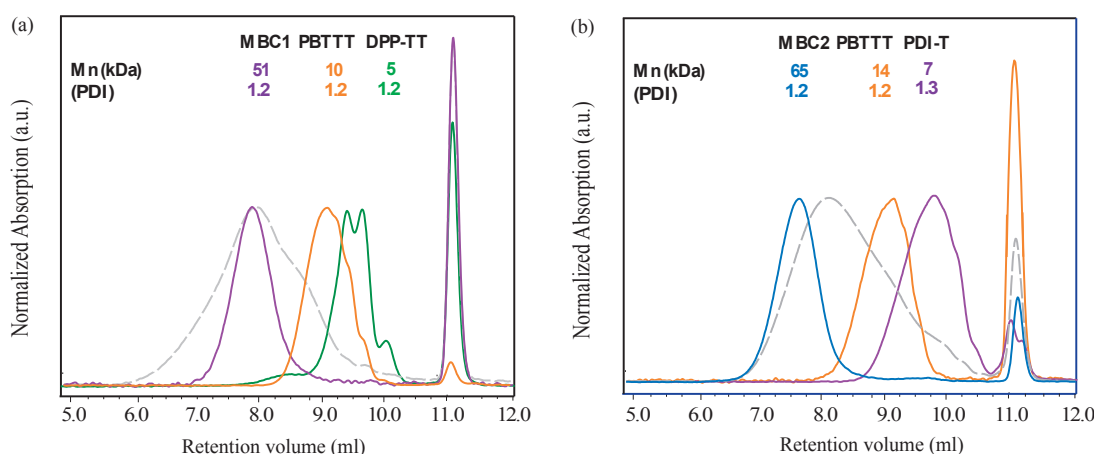 (a)
MBC1 PBTTT DPP-TT
Mn(kDa) 51 10 5
(PDI) 1.2 1.2 1.2
Normalized Absorption (a.u.)
5.0 6.0 7.0 8.0 9.0 10.0 11.0 12.0
Retention volume (ml)
(b)
MBC2 PBTTT PDI-T
Mn(kDa) 65 14 7
(PDI) 1.2 1.2 1.3
Normalized Absorption (a.u.)
5.0 6.0 7.0 8.0 9.0 10.0 11.0 12.0
Retention volume (ml)